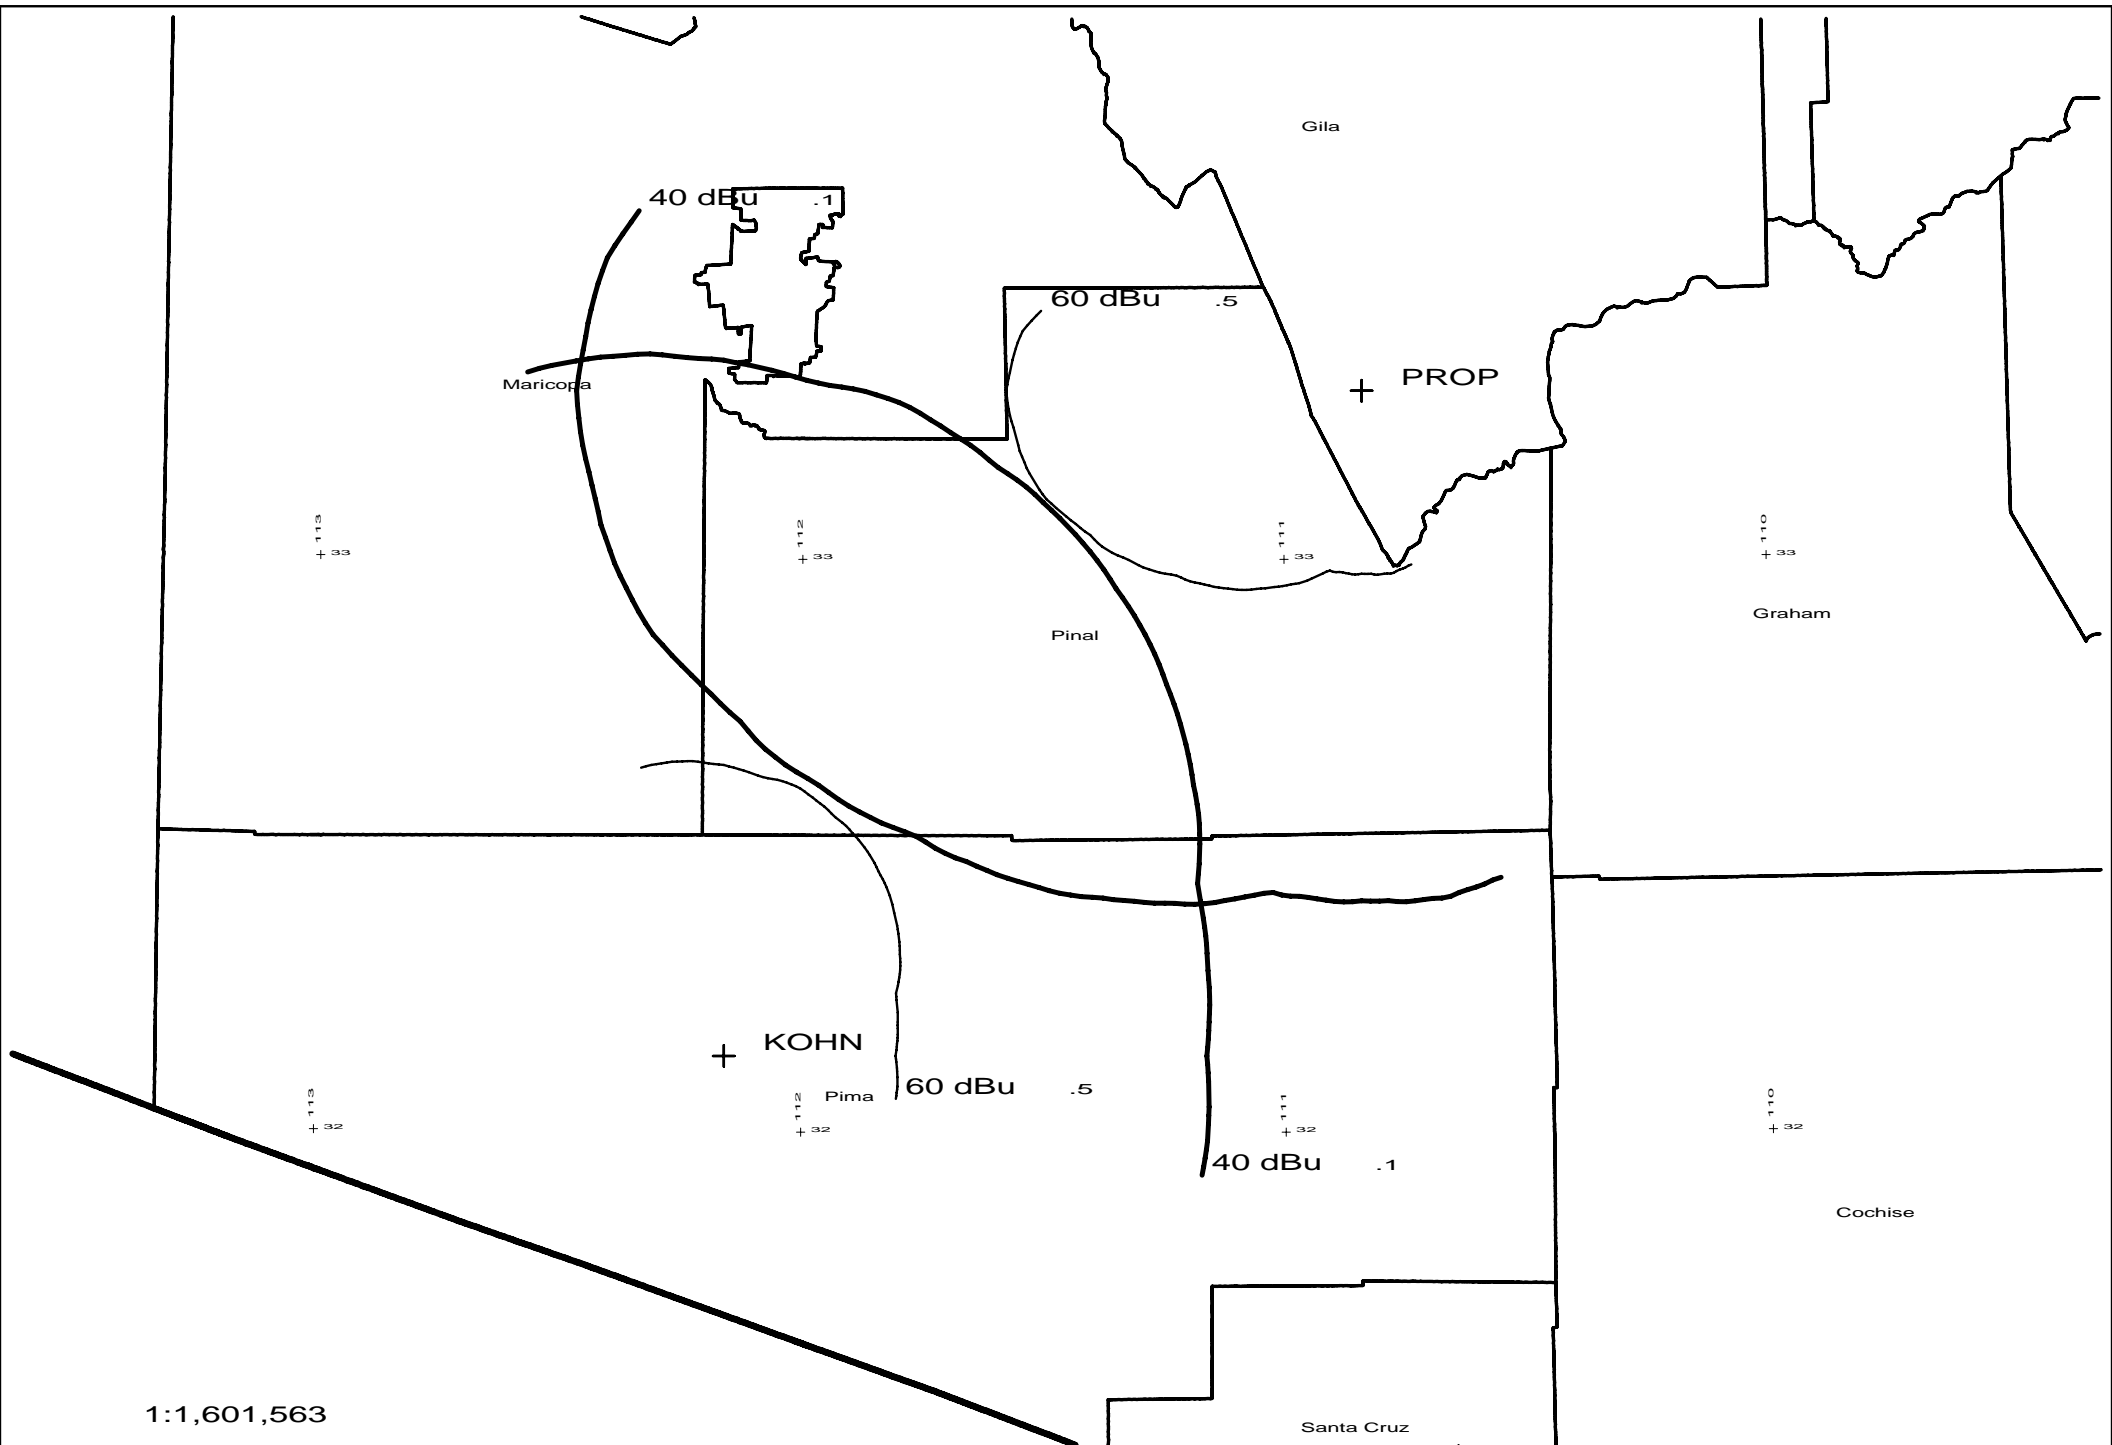 Gila
40 dBu .1
60 dBu .5
PROP
Maricopa
113
+ 33
112
+ 33
111
+ 33
110
+ 33
Graham
Pinal
KOHN
60 dBu .5
Pima
113
+ 32
112
+ 32
111
+ 32
110
+ 32
40 dBu .1
Cochise
1:1,601,563
Santa Cruz